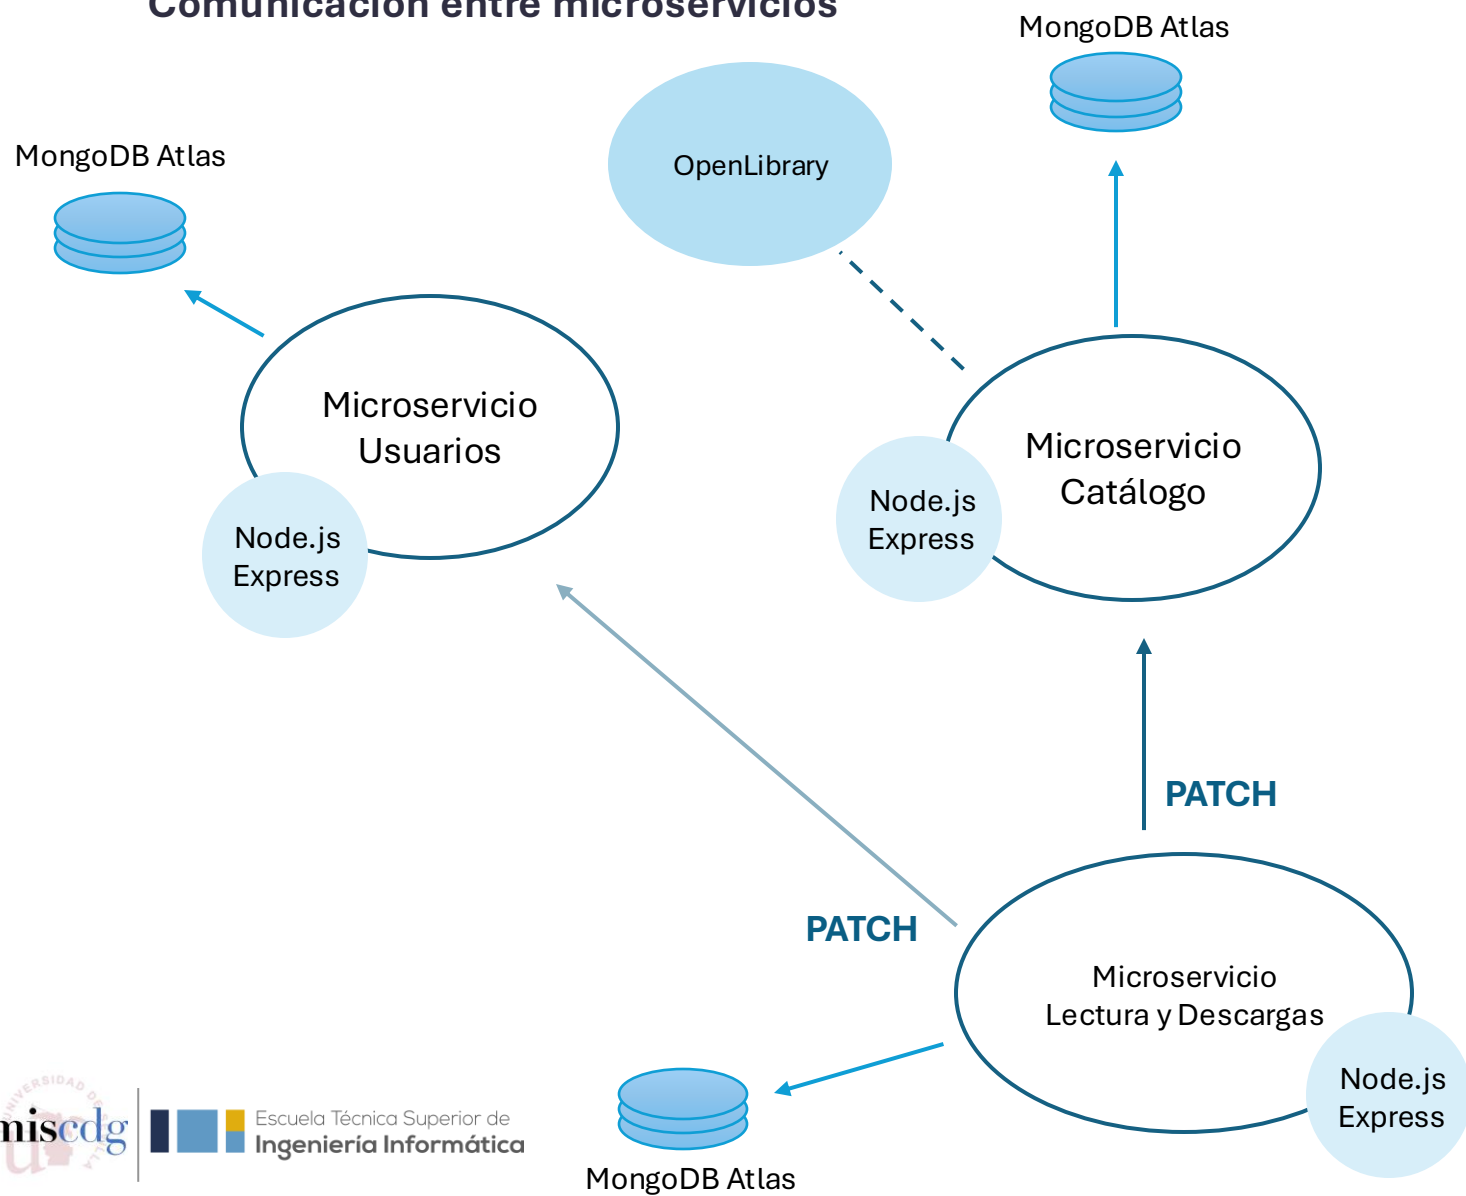 Comunicación entre microservicios
MongoDB Atlas
MongoDB Atlas
OpenLibrary
Microservicio
Usuarios
Node.js
Express
Microservicio
Catálogo
Node.js
Express
PATCH
PATCH
Microservicio
Lectura y Descargas
Node.js
Express
MongoDB Atlas
miscdg
Escuela Técnica Superior de
Ingeniería Informática